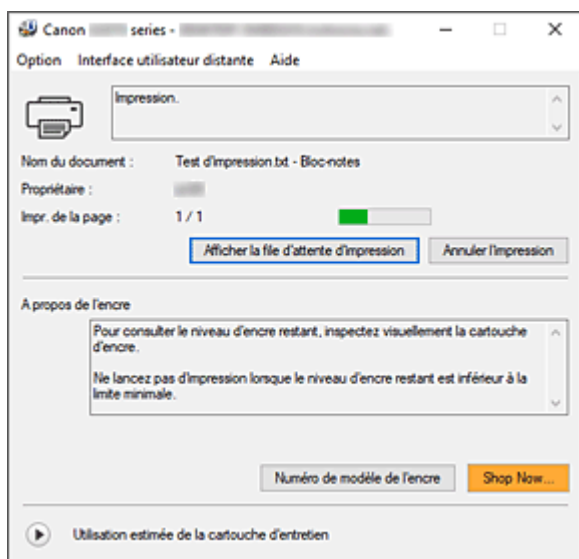 Canon series -
Option Interface utilisateur distante Aide
Impression.
Nom du document : Test d'impression.txt - Bloc-notes
Propriétaire :
Impr. de la page : 1 / 1
Afficher la file d'attente d'impression Annuler l'impression
A propos de l'encre
Pour consulter le niveau d'encre restant, inspectez visuellement la cartouche
d'encre.
Ne lancez pas d'impression lorsque le niveau d'encre restant est inférieur à la
limite minimale.
Numéro de modèle de l'encre Shop Now...
Utilisation estimée de la cartouche d'entretien